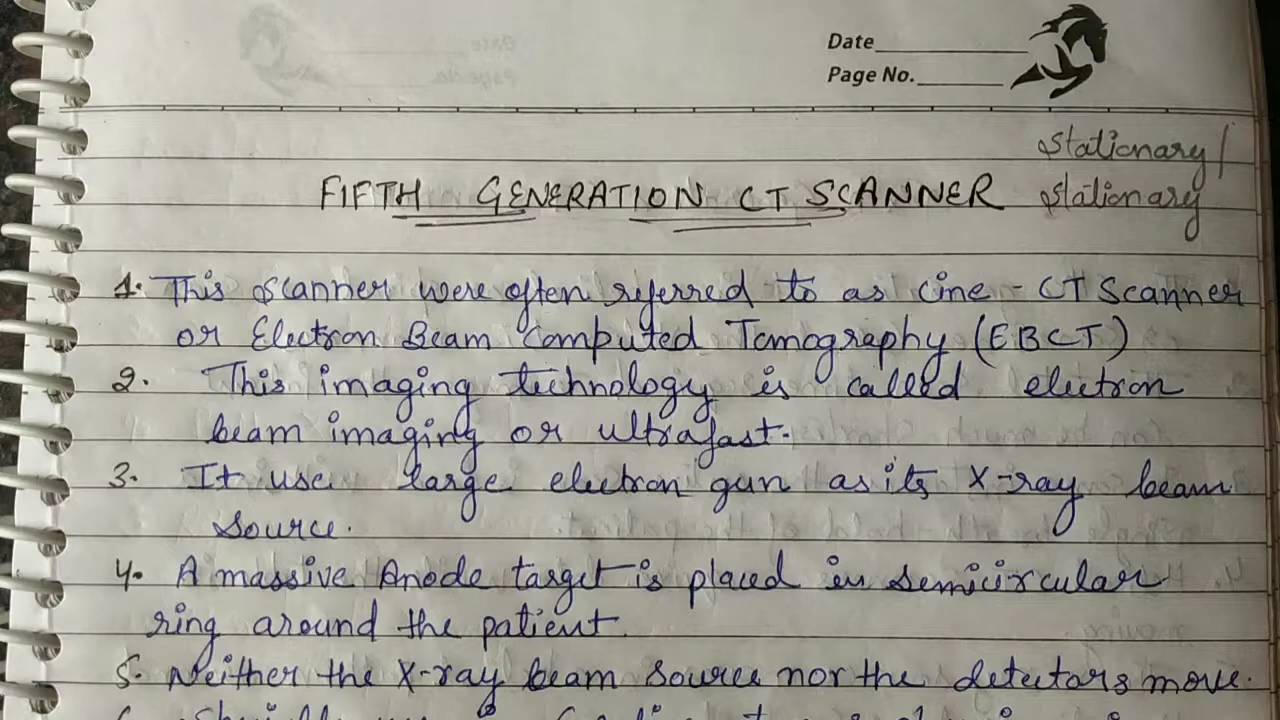 Date
Page No.
Stationary/
FIFTH GENERATION CT SCANNER Stationary
1. This Scanner were often referred to as Cine - CT Scanner
or Electron Beam Computed Tomography (EBCT)
2. This imaging technology is called electron
beam imaging or ultrafast.
3. It use large electron gun as its X-ray beam
source.
4. A massive Anode target is placed in semicircular
ring around the patient.
5. Neither the X-ray beam source nor the detectors move.